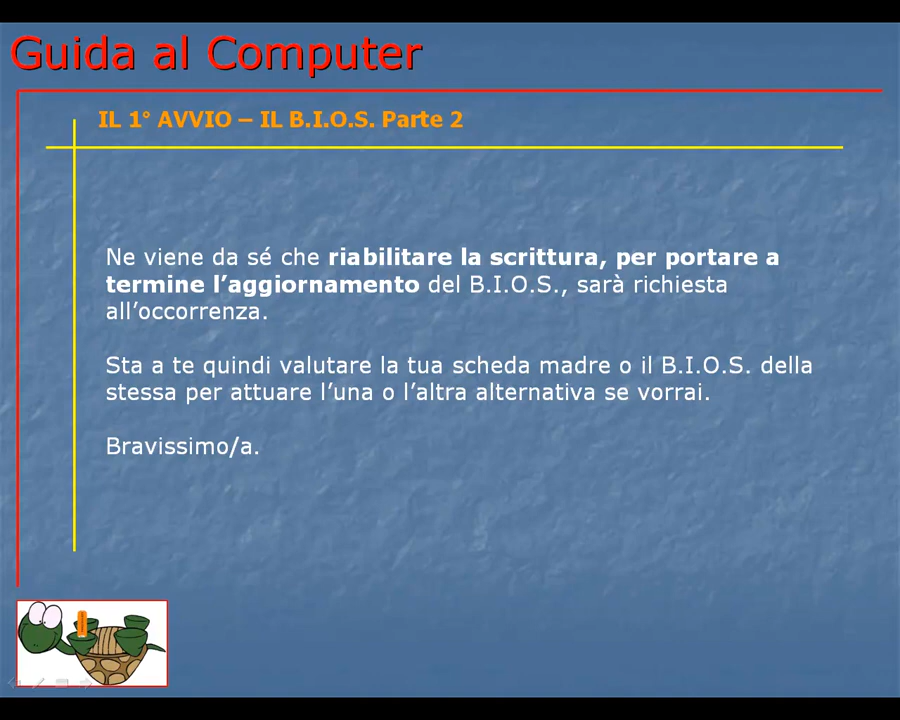 Guida al Computer
IL 1° AVVIO – IL B.I.O.S. Parte 2
Ne viene da sé che riabilitare la scrittura, per portare a
termine l’aggiornamento del B.I.O.S., sarà richiesta
all’occorrenza.
Sta a te quindi valutare la tua scheda madre o il B.I.O.S. della
stessa per attuare l’una o l’altra alternativa se vorrai.
Bravissimo/a.